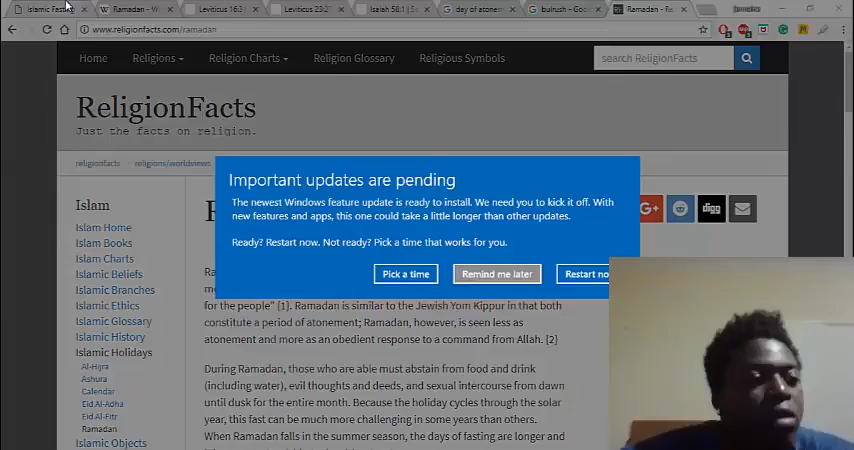 Islamic Fasting
Ramadan - W
Leviticus 16:3
Leviticus 23:2
Isaiah 58:1 | Se
day of atonem
bulrush - Goo
Ramadan - Re
www.religionfacts.com/ramadan
Home
Religions
Religion Charts
Religion Glossary
Religious Symbols
search ReligionFacts
ReligionFacts
Just the facts on religion.
religionfacts
religions/worldviews
Important updates are pending
The newest Windows feature update is ready to install. We need you to kick it off. With
new features and apps, this one could take a little longer than other updates.
Ready? Restart now. Not ready? Pick a time that works for you.
Pick a time
Remind me later
Restart no
G+
digg
Islam
Islam Home
Islam Books
Islam Charts
Islamic Beliefs
Islamic Branches
Islamic Ethics
Islamic Glossary
Islamic History
Islamic Holidays
Al-Hijra
Ashura
Calendar
Eid Al-Adha
Eid Al-Fitr
Ramadan
Islamic Objects
for the people" [1]. Ramadan is similar to the Jewish Yom Kippur in that both
constitute a period of atonement; Ramadan, however, is seen less as
atonement and more as an obedient response to a command from Allah. [2]
During Ramadan, those who are able must abstain from food and drink
(including water), evil thoughts and deeds, and sexual intercourse from dawn
until dusk for the entire month. Because the holiday cycles through the solar
year, this fast can be much more challenging in some years than others.
When Ramadan falls in the summer season, the days of fasting are longer and